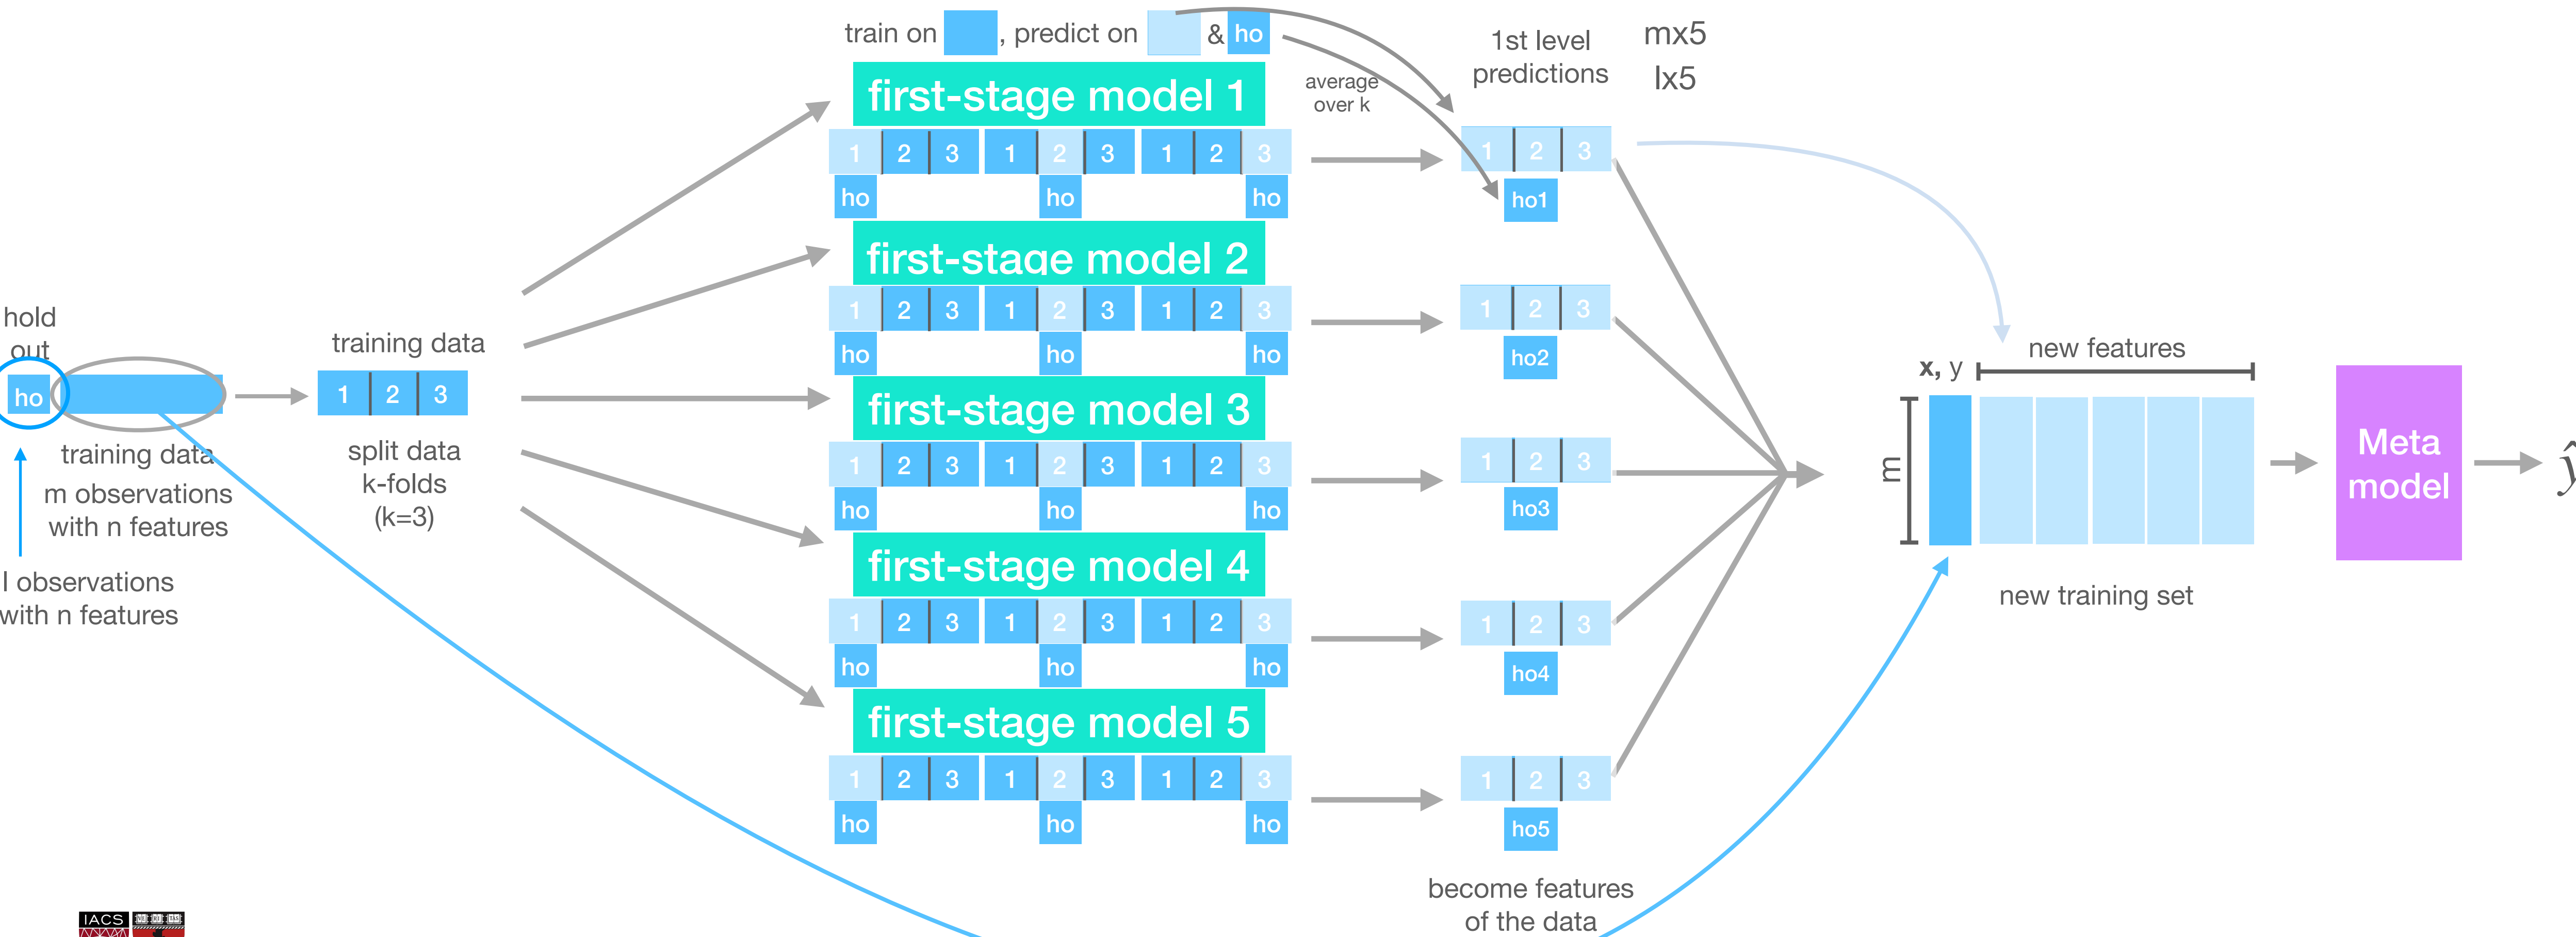 train on , predict on & ho
1st level
predictions
mx5
lx5
average
over k
first-stage model 1
1 2 3 1 2 3 1 2 3
ho ho ho
1 2 3
ho1
first-stage model 2
1 2 3 1 2 3 1 2 3
ho ho ho
1 2 3
ho2
first-stage model 3
1 2 3 1 2 3 1 2 3
ho ho ho
1 2 3
ho3
first-stage model 4
1 2 3 1 2 3 1 2 3
ho ho ho
1 2 3
ho4
first-stage model 5
1 2 3 1 2 3 1 2 3
ho ho ho
1 2 3
ho5
become features
of the data
hold
out
ho
training data
m observations
with n features
l observations
with n features
training data
1 2 3
split data
k-folds
(k=3)
x, y
new features
m
new training set
Meta
model
ŷ
IACS